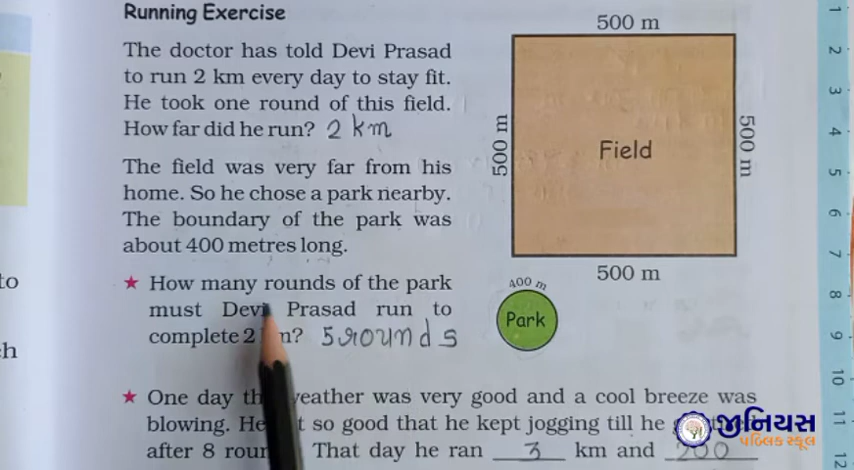 Running Exercise
The doctor has told Devi Prasad
to run 2 km every day to stay fit.
He took one round of this field.
How far did he run? 2 km
The field was very far from his
home. So he chose a park nearby.
The boundary of the park was
about 400 metres long.
★ How many rounds of the park
must Devi Prasad run to
complete 2 km? 5 rounds
★ One day the weather was very good and a cool breeze was
blowing. He felt so good that he kept jogging till he
after 8 rounds. That day he ran 3 km and 200
500 m
500 m
Field
500 m
500 m
400 m
Park
to
h
1
2
3
4
5
6
7
8
9
10
11
12
જીનિયસ
પબ્લિક સ્કૂલ